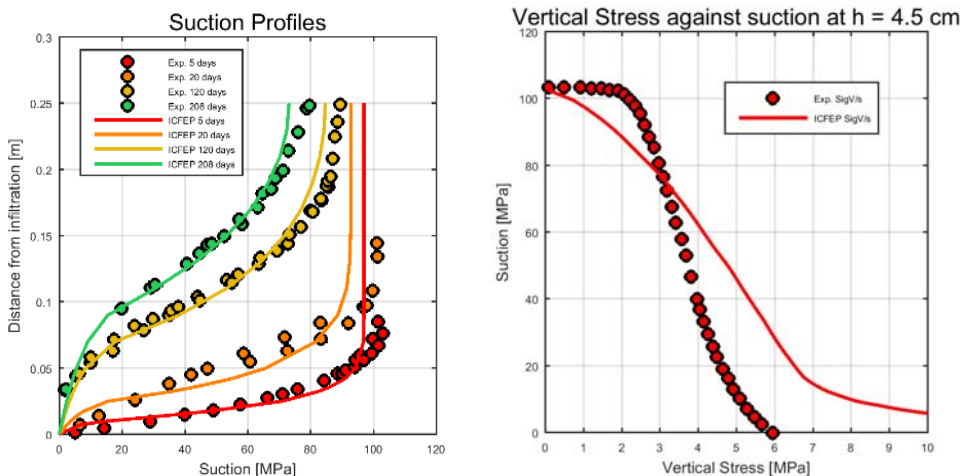 Suction Profiles
0.3
0.25
0.2
0.15
0.1
0.05
0
Distance from infiltration [m]
Exp. 5 days
Exp. 20 days
Exp. 120 days
Exp. 208 days
ICFEP 5 days
ICFEP 20 days
ICFEP 120 days
ICFEP 208 days
0 20 40 60 80 100 120
Suction [MPa]
Vertical Stress against suction at h = 4.5 cm
120
100
80
60
40
20
0
Suction [MPa]
Exp. SigV/s
ICFEP SigV/s
0 1 2 3 4 5 6 7 8 9 10
Vertical Stress [MPa]